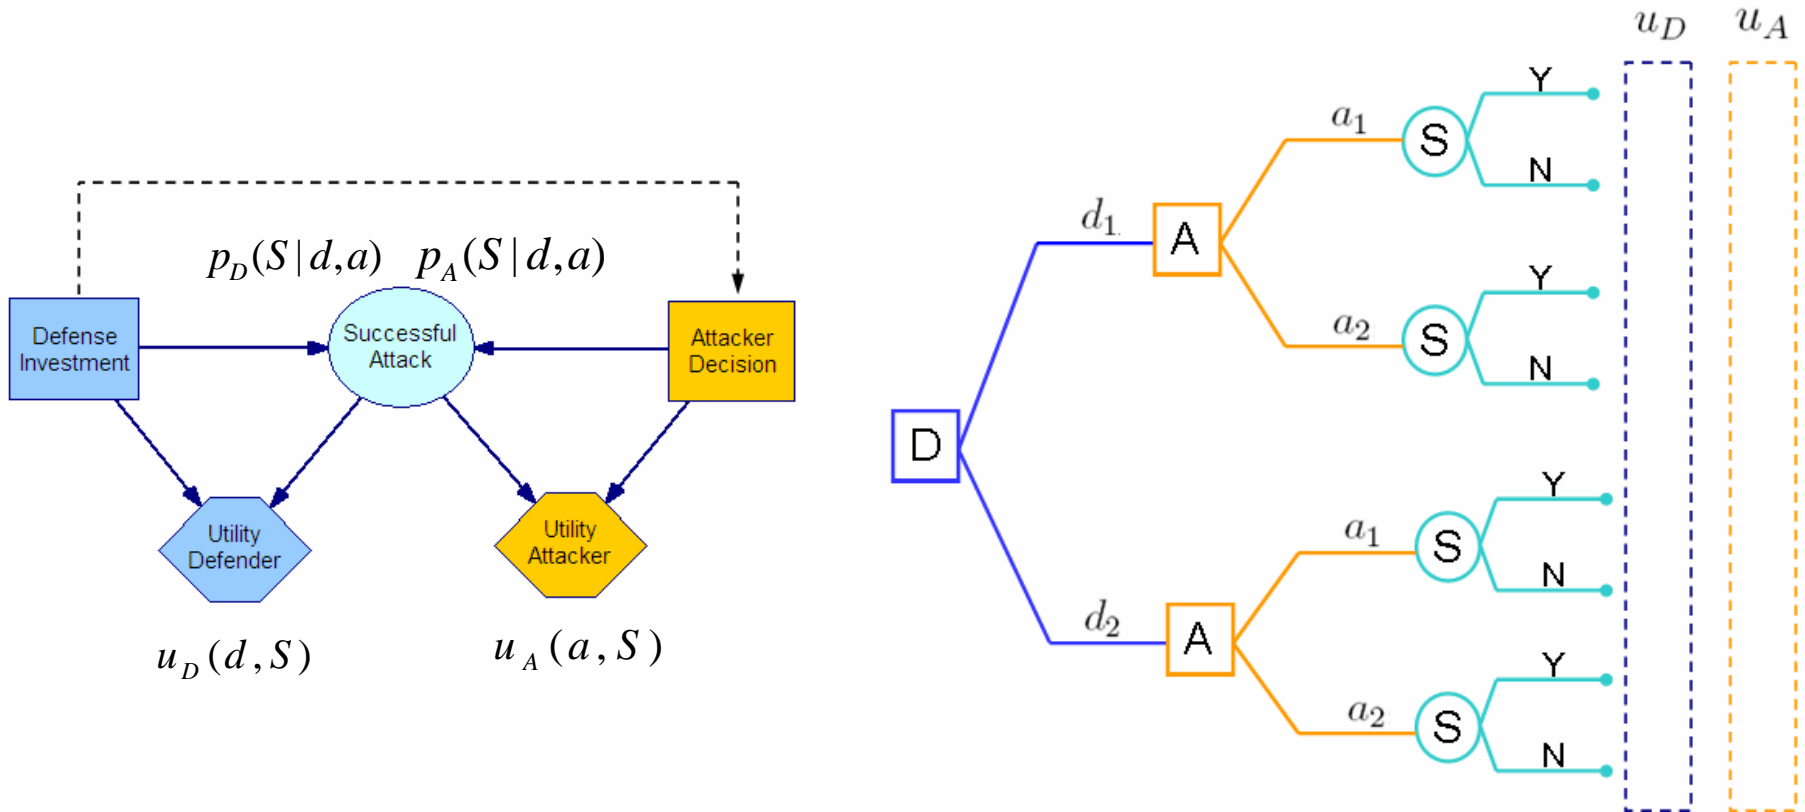 p_D(S|d,a) p_A(S|d,a)
Defense
Investment
Successful
Attack
Attacker
Decision
Utility
Defender
Utility
Attacker
u_D(d,S)
u_A(a,S)
u_D u_A
D
d_1
A
a_1
S
Y
N
a_2
S
Y
N
d_2
A
a_1
S
Y
N
a_2
S
Y
N